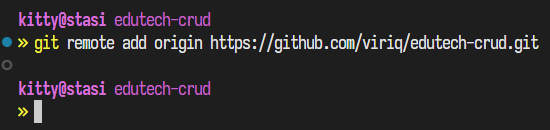 kitty@stasi edutech-crud
» git remote add origin https://github.com/viriq/edutech-crud.git
kitty@stasi edutech-crud
»